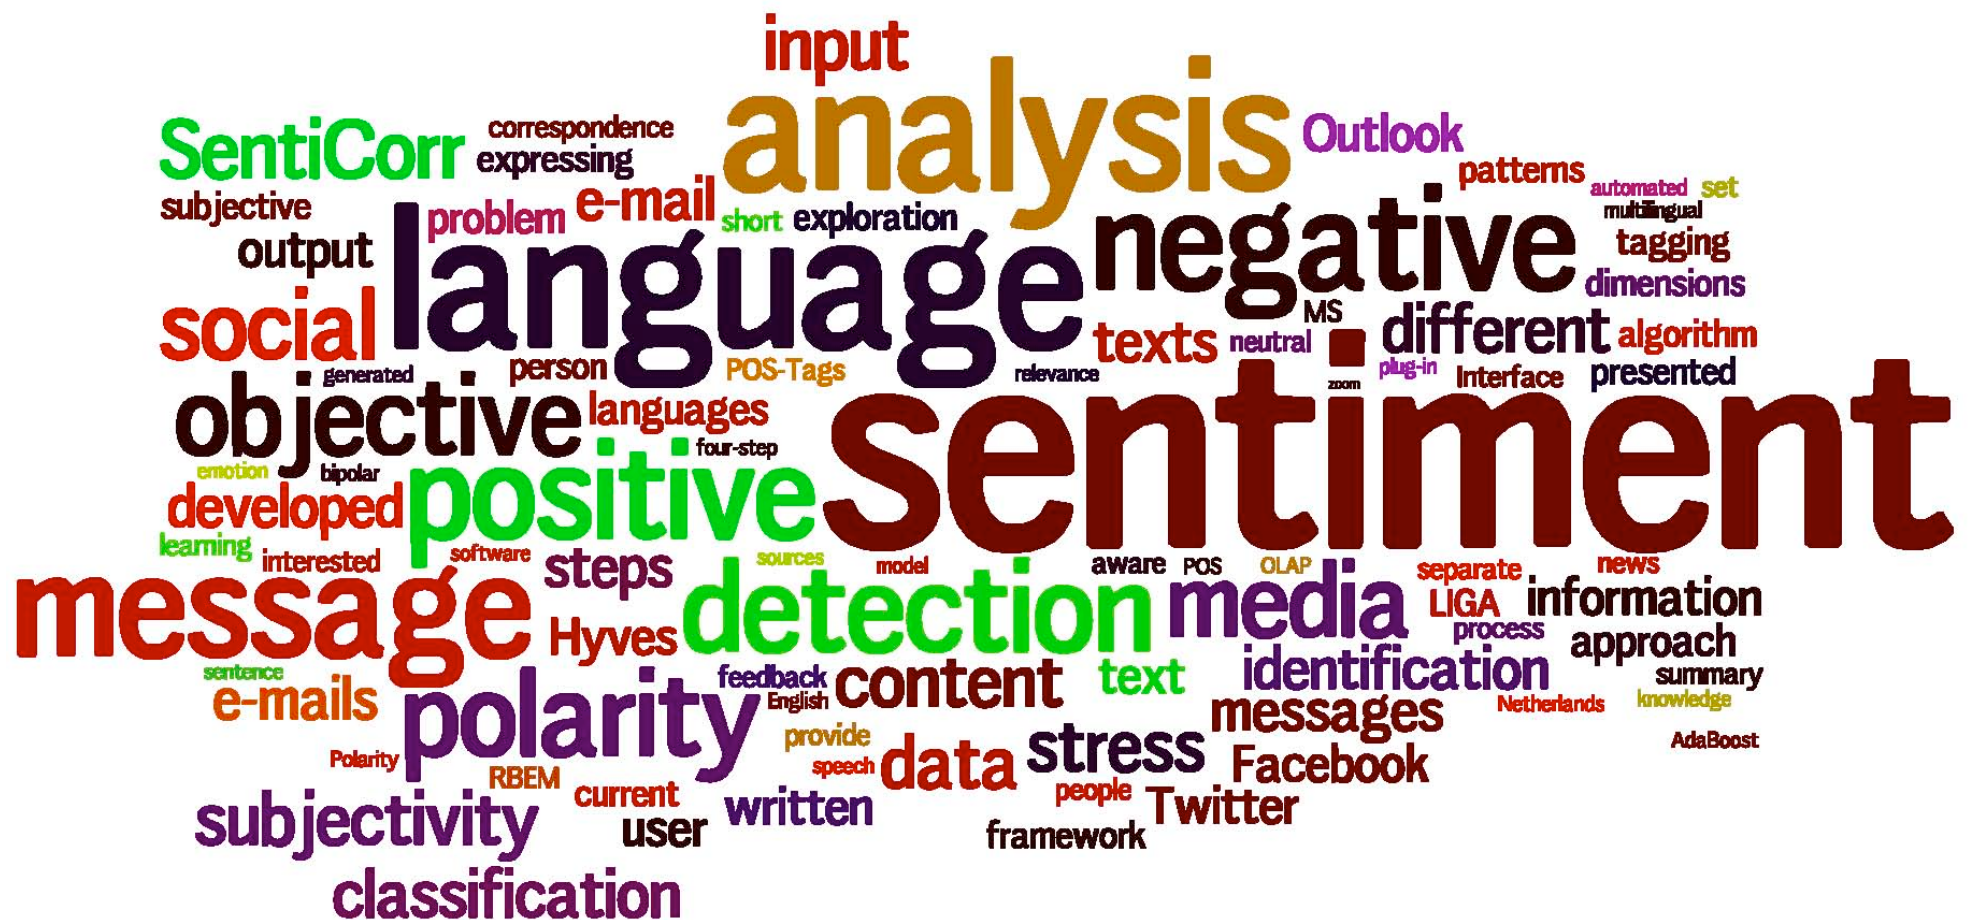 input
analysis
SentiCorr
correspondence
Outlook
expressing
patterns
automated
set
subjective
problem
e-mail
short
exploration
negative
multilingual
output
language
tagging
dimensions
social
MS
different
texts
neutral
algorithm
generated
person
POS-Tags
relevance
zoom
plug-in
Interface
presented
objective
languages
sentiment
four-step
emotion
bipolar
developed
positive
learning
interested
software
steps
sources
model
aware
POS
OLAP
separate
news
message
Hyves
detection
media
LIGA
information
process
approach
sentence
feedback
content
text
identification
summary
e-mails
polarity
English
messages
Netherlands
knowledge
provide
stress
AdaBoost
Polarity
RBEM
speech
data
Facebook
subjectivity
current
written
people
Twitter
user
framework
classification